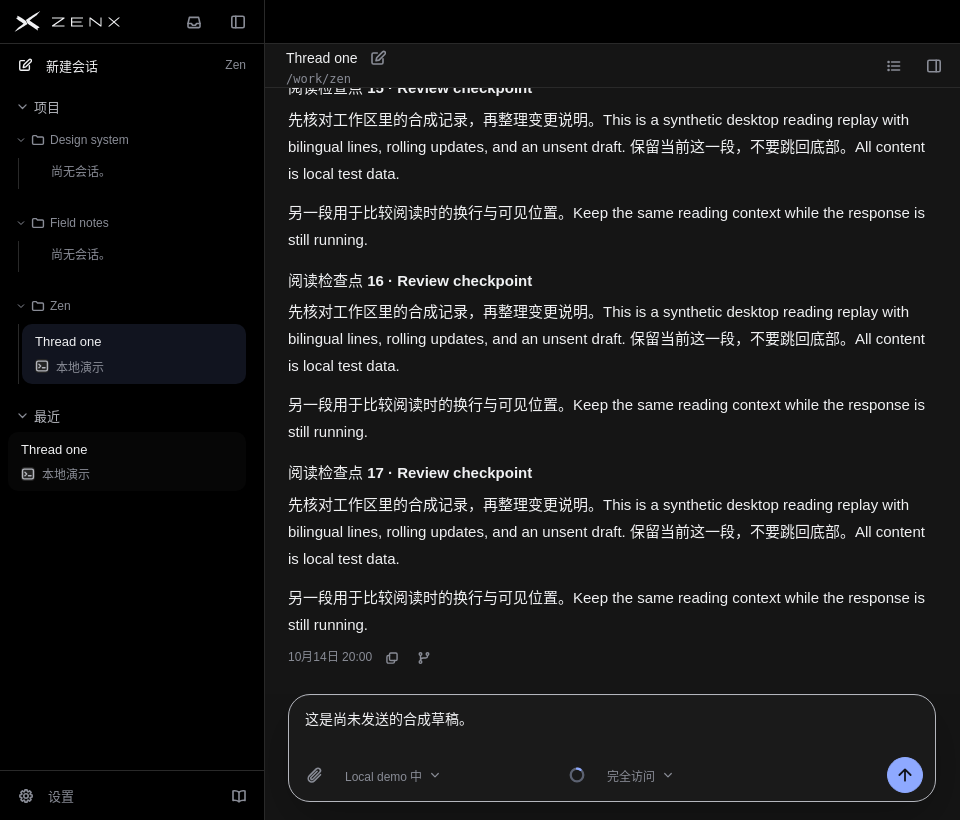 ZENX
新建会话
Zen
项目
Design system
尚无会话。
Field notes
尚无会话。
Zen
Thread one
本地演示
最近
Thread one
本地演示
设置
Thread one
/work/zen
阅读检查点 15 · Review checkpoint
先核对工作区里的合成记录，再整理变更说明。This is a synthetic desktop reading replay with
bilingual lines, rolling updates, and an unsent draft. 保留当前这一段，不要跳回底部。All content
is local test data.
另一段用于比较阅读时的换行与可见位置。Keep the same reading context while the response is
still running.
阅读检查点 16 · Review checkpoint
先核对工作区里的合成记录，再整理变更说明。This is a synthetic desktop reading replay with
bilingual lines, rolling updates, and an unsent draft. 保留当前这一段，不要跳回底部。All content
is local test data.
另一段用于比较阅读时的换行与可见位置。Keep the same reading context while the response is
still running.
阅读检查点 17 · Review checkpoint
先核对工作区里的合成记录，再整理变更说明。This is a synthetic desktop reading replay with
bilingual lines, rolling updates, and an unsent draft. 保留当前这一段，不要跳回底部。All content
is local test data.
另一段用于比较阅读时的换行与可见位置。Keep the same reading context while the response is
still running.
10月14日 20:00
这是尚未发送的合成草稿。
Local demo 中
完全访问